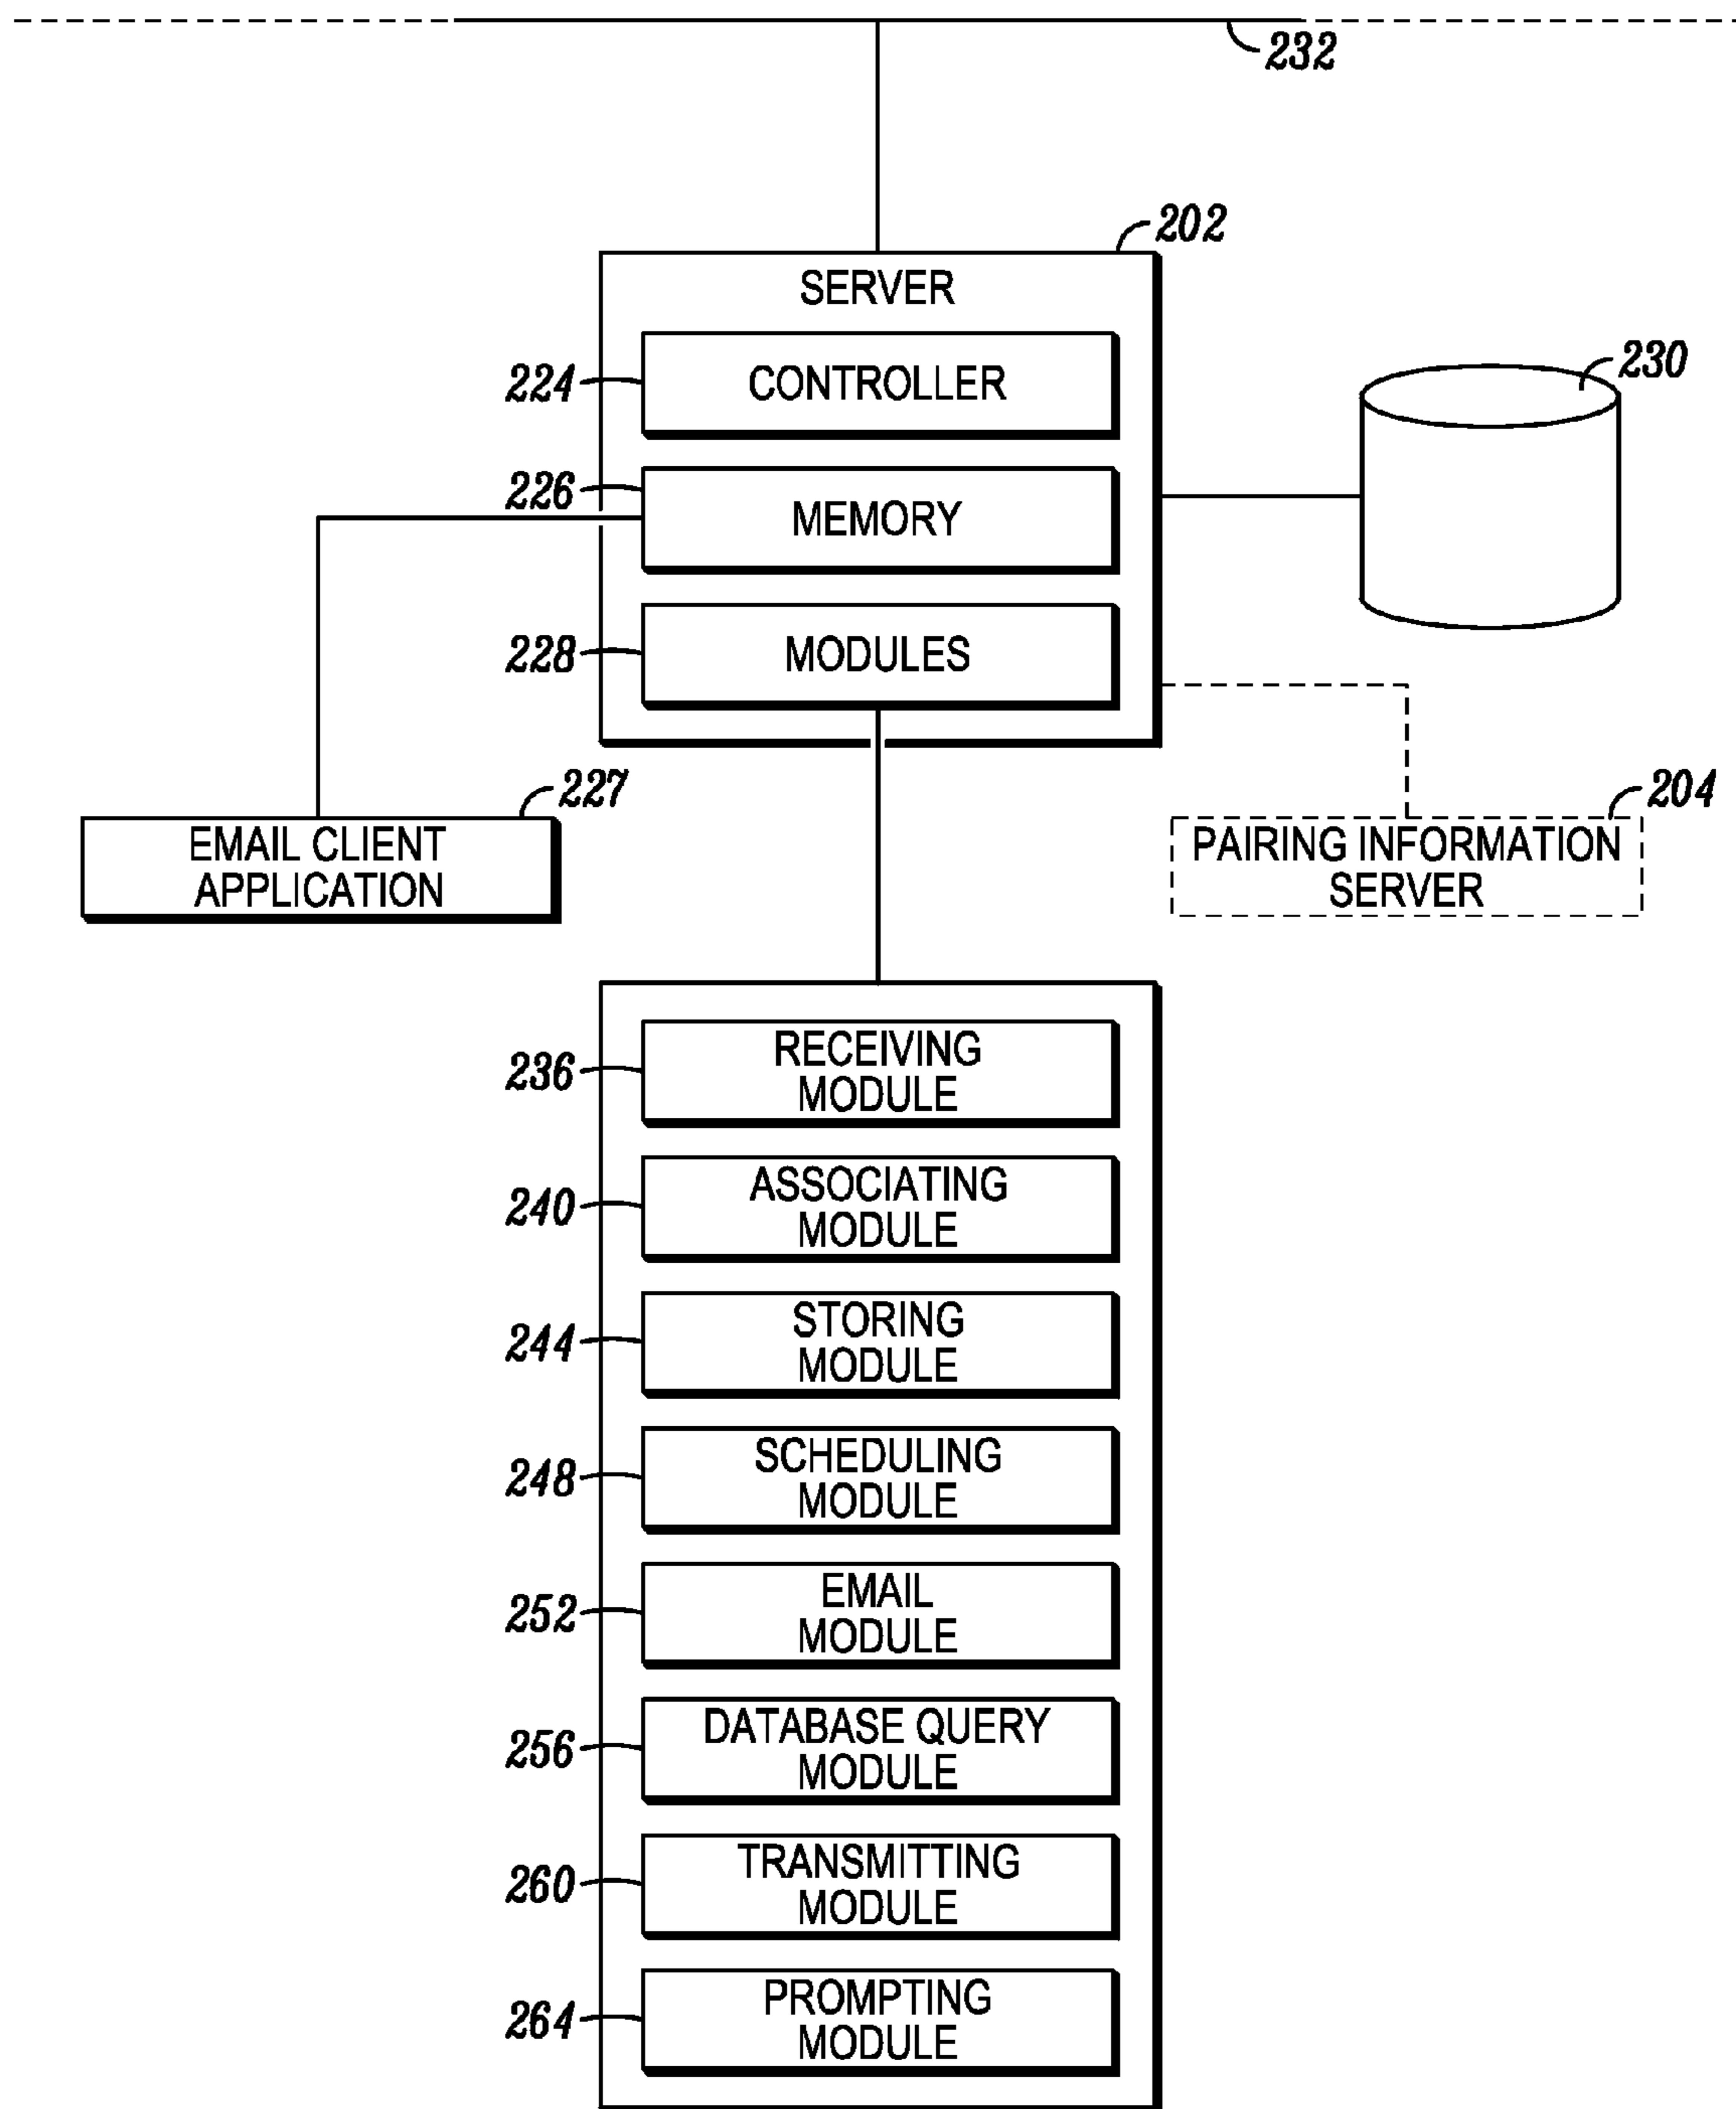 232
202
SERVER
224
CONTROLLER
230
226
MEMORY
228
MODULES
227
EMAIL CLIENT
APPLICATION
204
PAIRING INFORMATION
SERVER
236
RECEIVING
MODULE
240
ASSOCIATING
MODULE
244
STORING
MODULE
248
SCHEDULING
MODULE
252
EMAIL
MODULE
256
DATABASE QUERY
MODULE
260
TRANSMITTING
MODULE
264
PROMPTING
MODULE